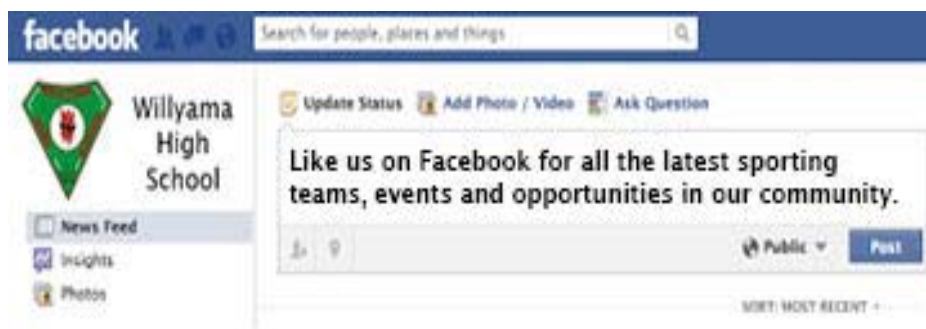 facebook
Search for people, places and things
Willyama
High
School
Update Status Add Photo / Video Ask Question
Like us on Facebook for all the latest sporting
teams, events and opportunities in our community.
News Feed
Insights
Photos
Public Post
SORT: MOST RECENT